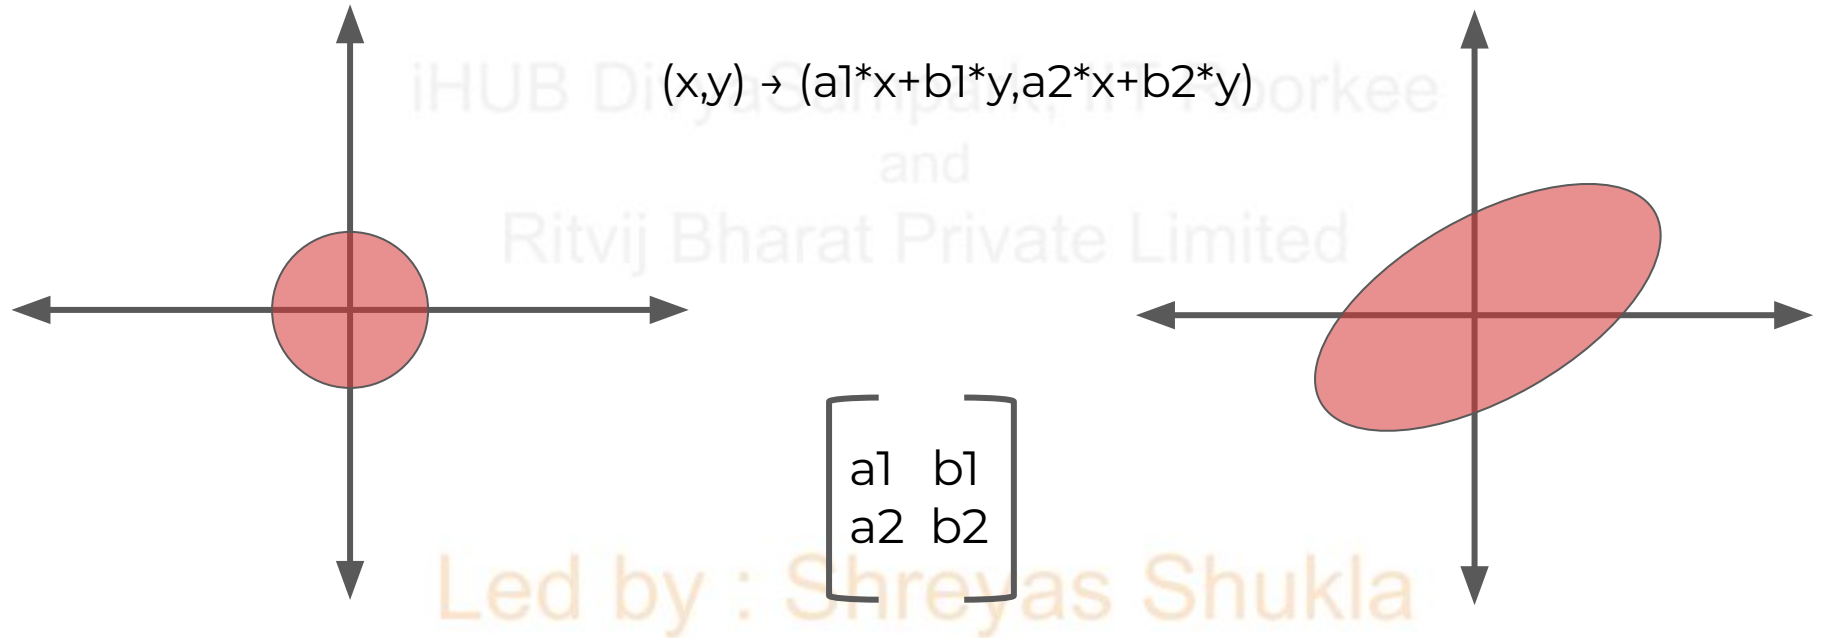 iHUB DivyaSampark, IIT Roorkee
(x,y) → (a1*x+b1*y,a2*x+b2*y)
and
Ritvij Bharat Private Limited
a1 b1
a2 b2
Led by : Shreyas Shukla